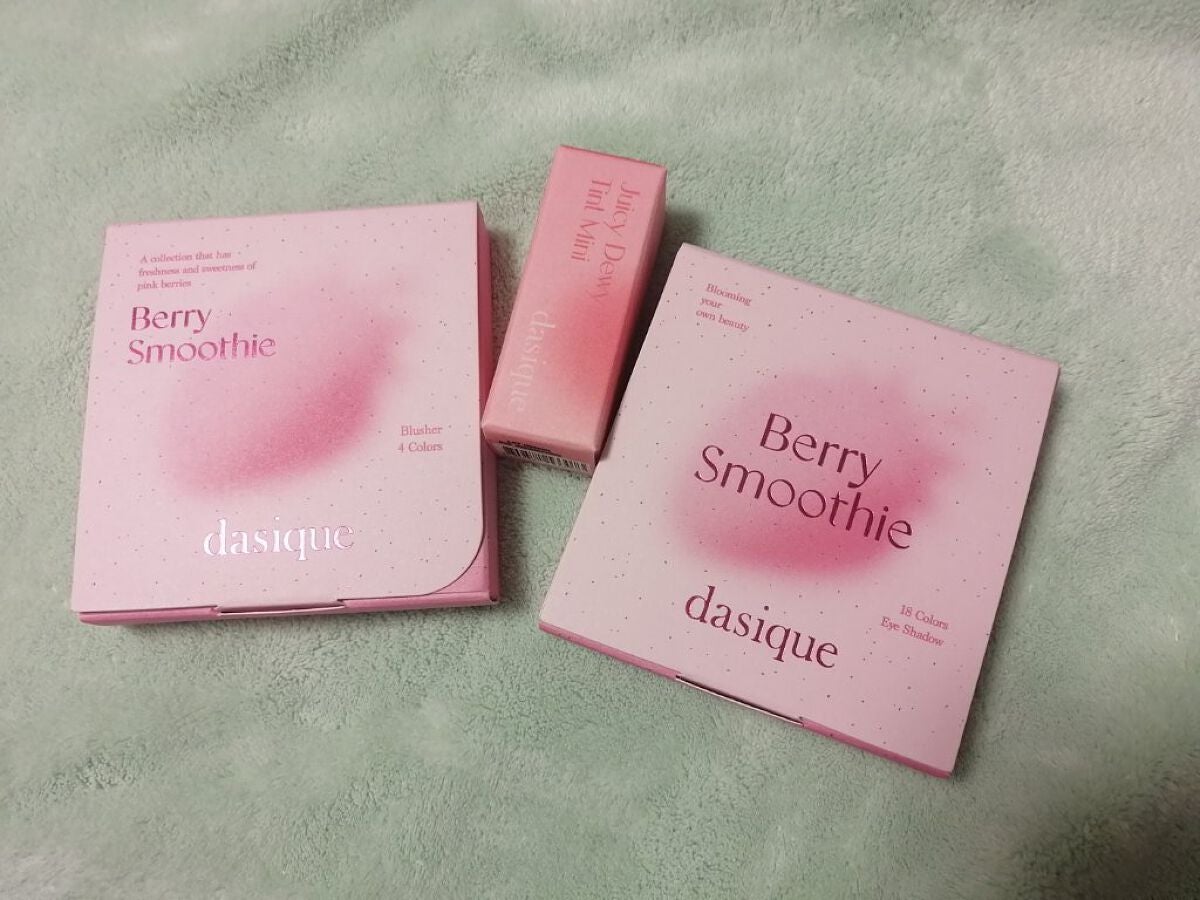 A collection that has
freshness and sweetness of
pink berries
Berry
Smoothie
Blusher
4 Colors
dasique
Juicy Dewy
Tint Mini
dasique
Blooming
your
own beauty
Berry
Smoothie
18 Colors
Eye Shadow
dasique